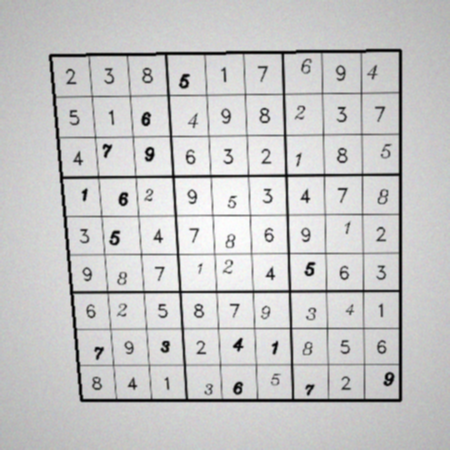 2 3 8 5 1 7 6 9 4
5 1 6 4 9 8 2 3 7
4 7 9 6 3 2 1 8 5
1 6 2 9 5 3 4 7 8
3 5 4 7 8 6 9 1 2
9 8 7 1 2 4 5 6 3
6 2 5 8 7 9 3 4 1
7 9 3 2 4 1 8 5 6
8 4 1 3 6 5 7 2 9